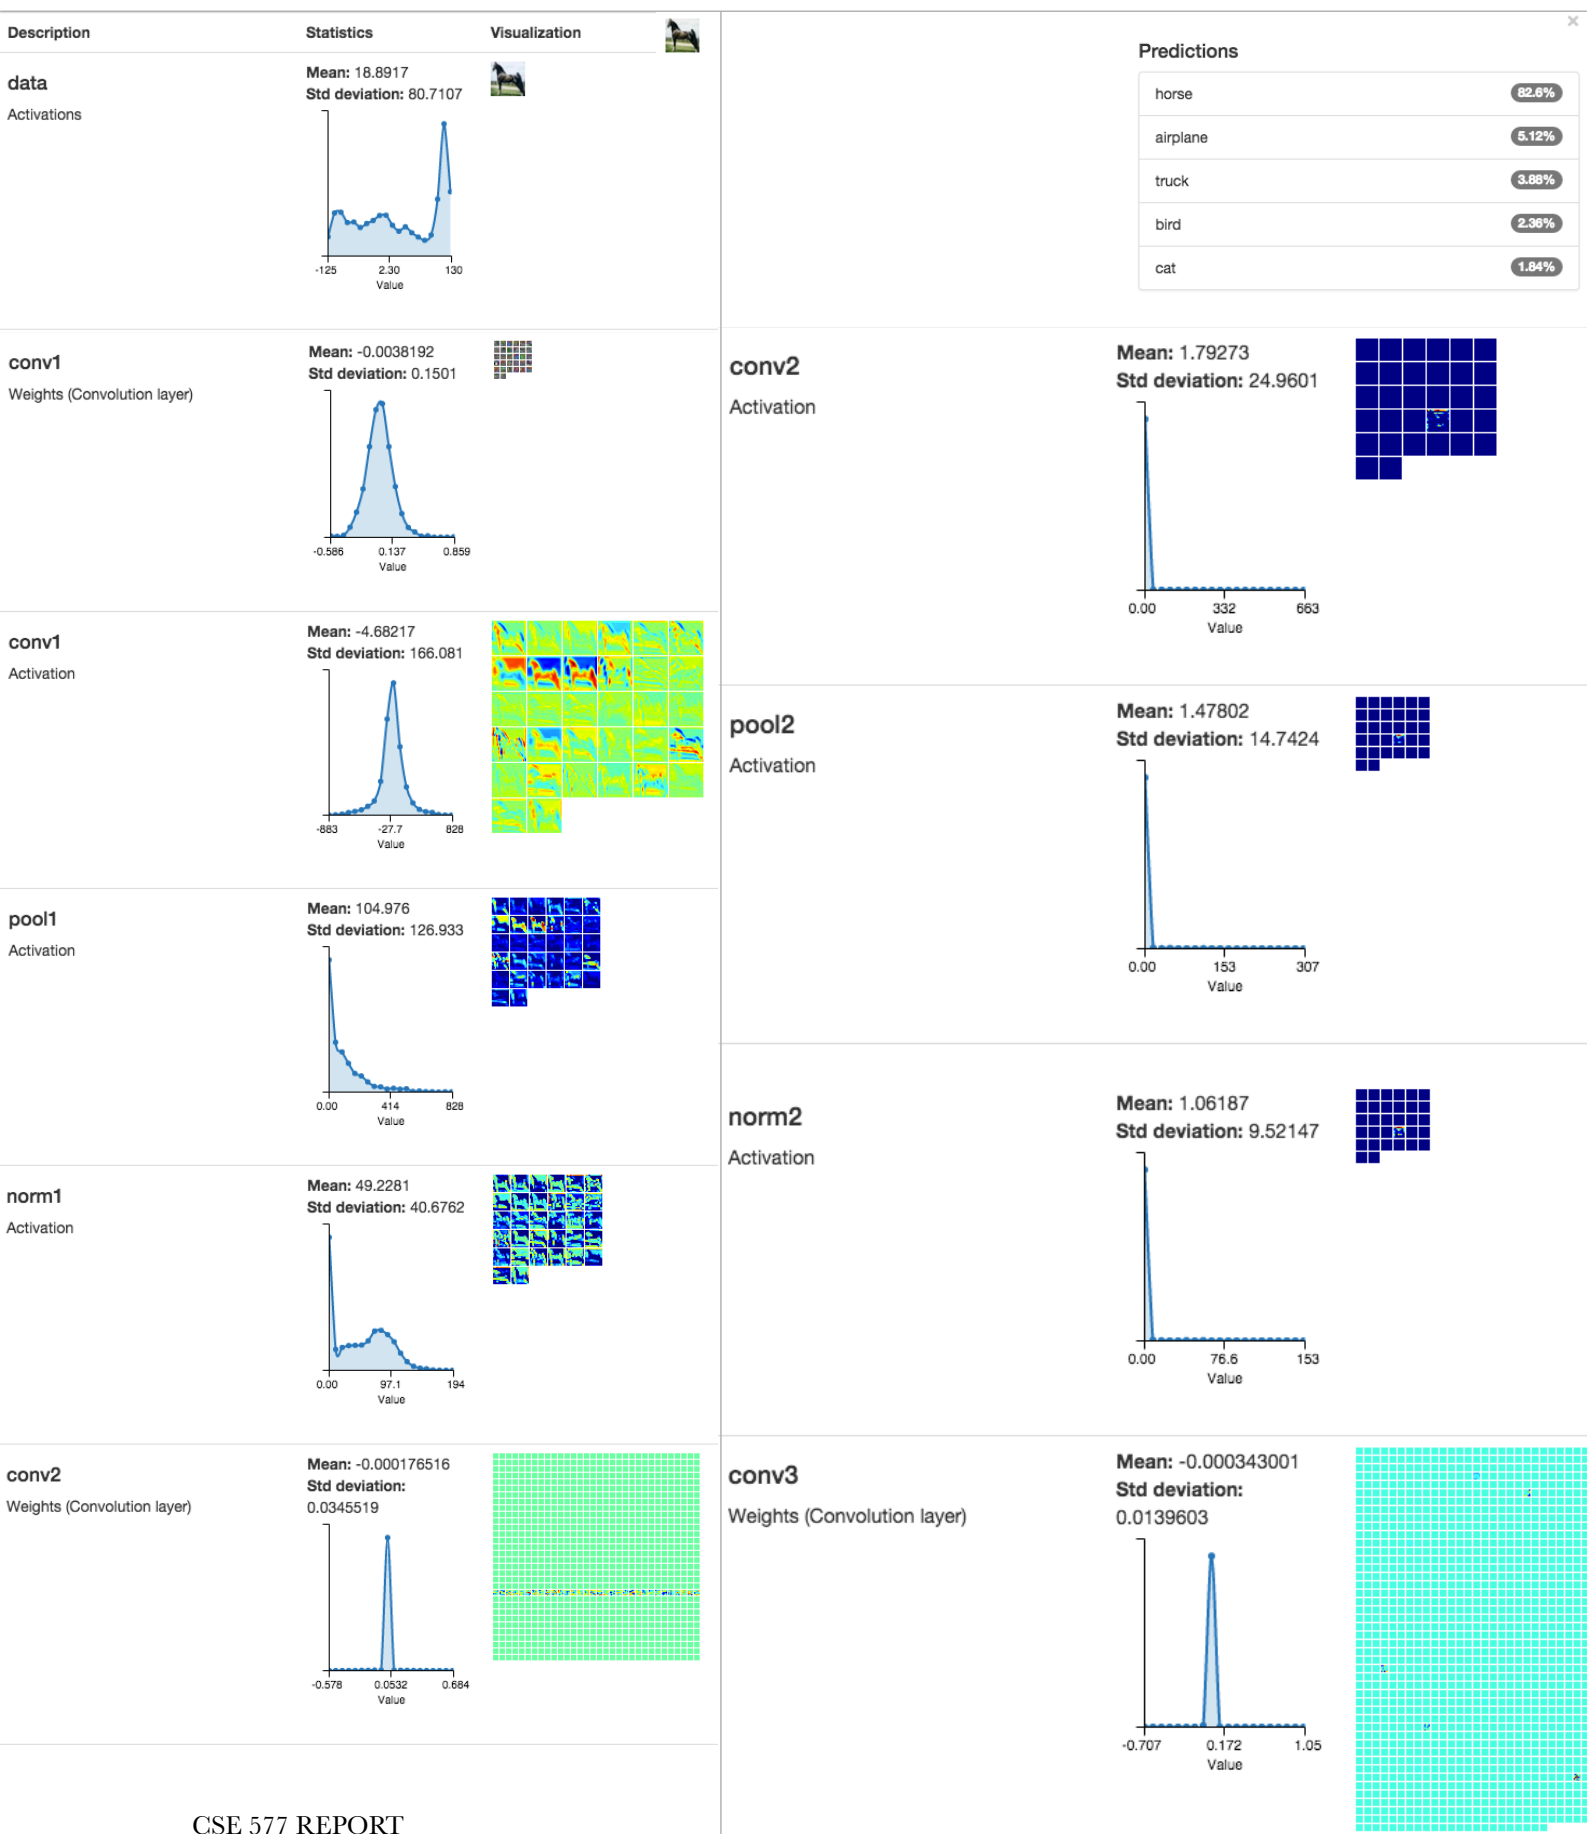 Description Statistics Visualization
data
Activations
Mean: 18.8917
Std deviation: 80.7107
-125 2.30 130
Value
conv1
Weights (Convolution layer)
Mean: -0.0038192
Std deviation: 0.1501
-0.586 0.137 0.859
Value
conv1
Activation
Mean: -4.68217
Std deviation: 166.081
-883 -27.7 828
Value
pool1
Activation
Mean: 104.976
Std deviation: 126.933
0.00 414 828
Value
norm1
Activation
Mean: 49.2281
Std deviation: 40.6762
0.00 97.1 194
Value
conv2
Weights (Convolution layer)
Mean: -0.000176516
Std deviation:
0.0345519
-0.578 0.0532 0.684
Value
CSE 577 REPORT
×
Predictions
horse 82.6%
airplane 5.12%
truck 3.88%
bird 2.36%
cat 1.84%
conv2
Activation
Mean: 1.79273
Std deviation: 24.9601
0.00 332 663
Value
pool2
Activation
Mean: 1.47802
Std deviation: 14.7424
0.00 153 307
Value
norm2
Activation
Mean: 1.06187
Std deviation: 9.52147
0.00 76.6 153
Value
conv3
Weights (Convolution layer)
Mean: -0.000343001
Std deviation:
0.0139603
-0.707 0.172 1.05
Value